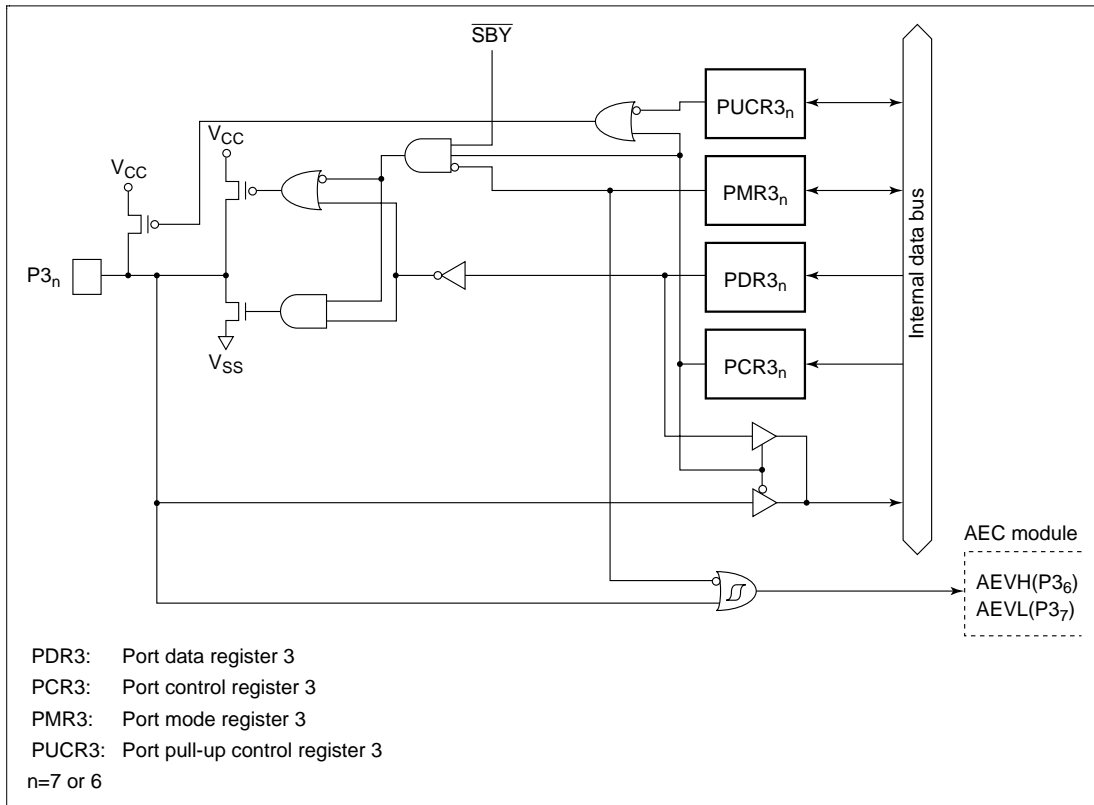 SBY
PUCR3n
VCC
VCC
PMR3n
P3n
PDR3n
Internal data bus
VSS
PCR3n
AEC module
AEVH(P36)
AEVL(P37)
PDR3: Port data register 3
PCR3: Port control register 3
PMR3: Port mode register 3
PUCR3: Port pull-up control register 3
n=7 or 6